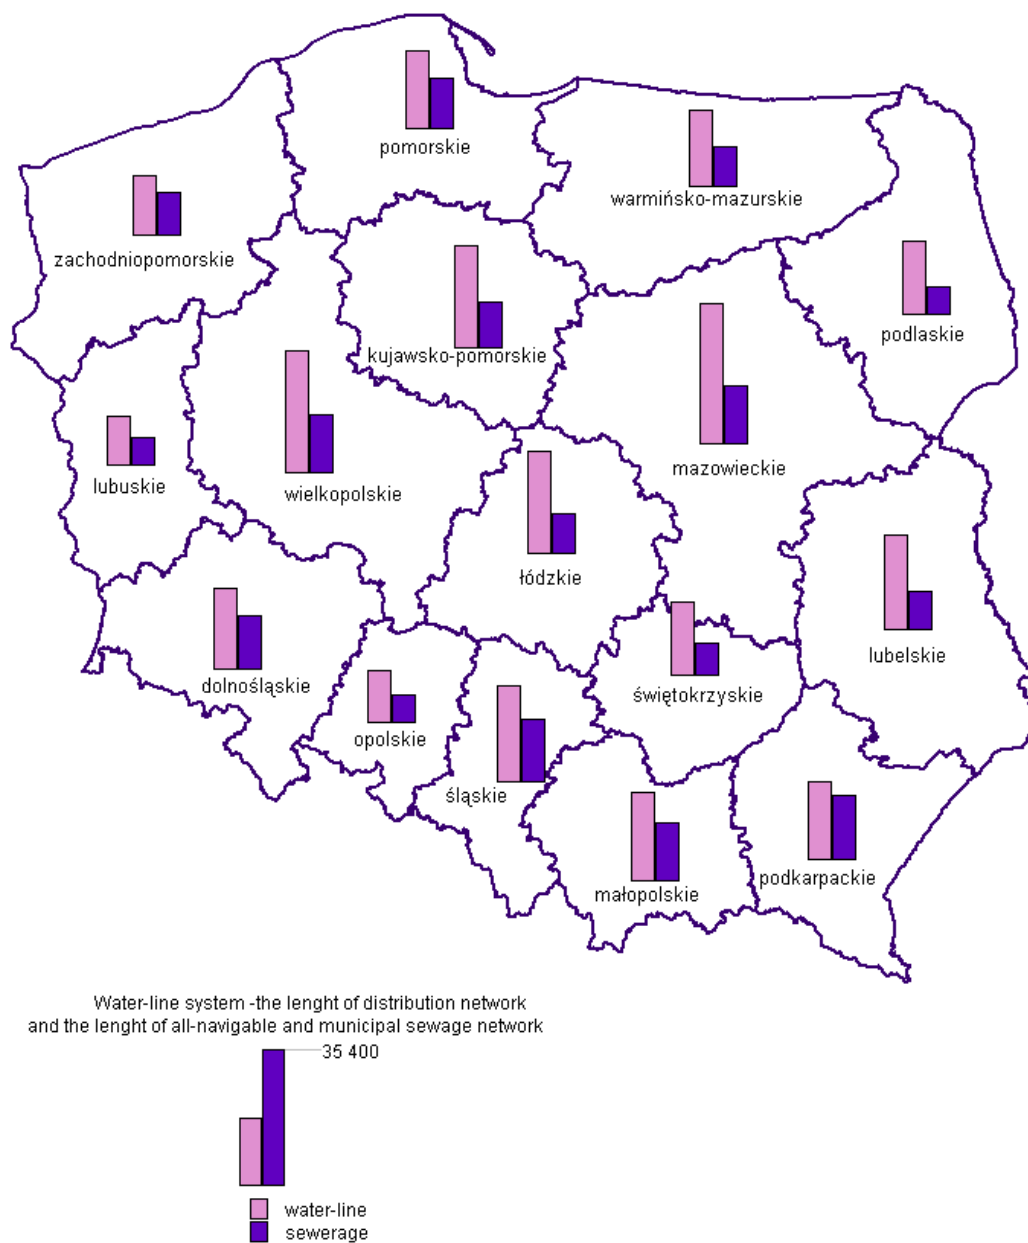 pomorskie
warmińsko-mazurskie
zachodniopomorskie
podlaskie
kujawsko-pomorskie
mazowieckie
lubuskie
wielkopolskie
łódzkie
lubelskie
dolnośląskie
świętokrzyskie
opolskie
śląskie
podkarpackie
małopolskie
Water-line system -the lenght of distribution network
and the lenght of all-navigable and municipal sewage network
35 400
water-line
sewerage